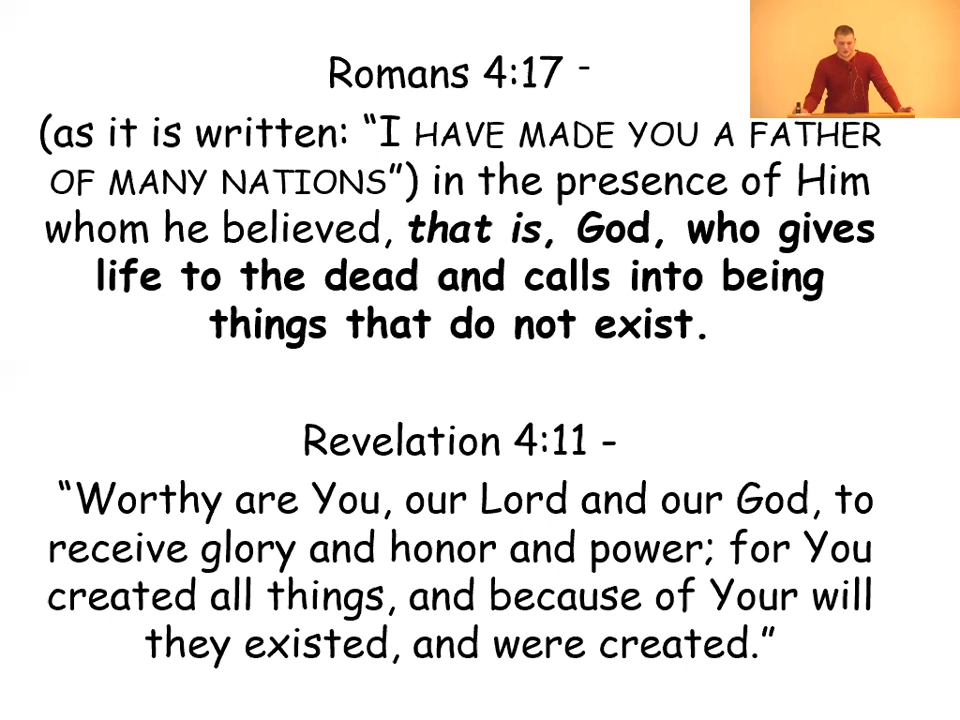 Romans 4:17 -
(as it is written: “I HAVE MADE YOU A FATHER
OF MANY NATIONS”) in the presence of Him
whom he believed, that is, God, who gives
life to the dead and calls into being
things that do not exist.
Revelation 4:11 -
“Worthy are You, our Lord and our God, to
receive glory and honor and power; for You
created all things, and because of Your will
they existed, and were created.”